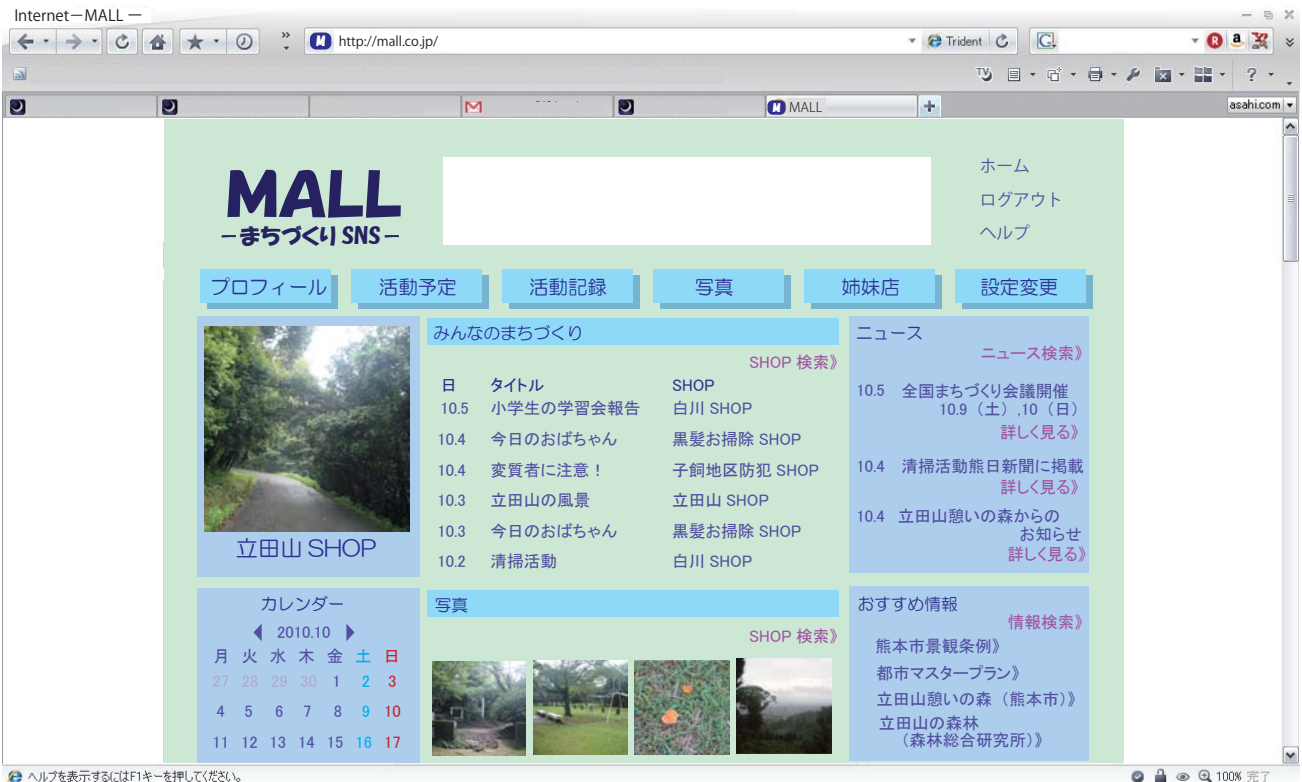 Internet－MALL －
http://mall.co.jp/
Trident
MALL
asahi.com
MALL
－まちづくり SNS－
ホーム
ログアウト
ヘルプ
プロフィール 活動予定 活動記録 写真 姉妹店 設定変更
立田山 SHOP
みんなのまちづくり
SHOP 検索》
日 タイトル SHOP
10.5 小学生の学習会報告 白川 SHOP
10.4 今日のおばちゃん 黒髪お掃除 SHOP
10.4 変質者に注意！ 子飼地区防犯 SHOP
10.3 立田山の風景 立田山 SHOP
10.3 今日のおばちゃん 黒髪お掃除 SHOP
10.2 清掃活動 白川 SHOP
ニュース
ニュース検索》
10.5 全国まちづくり会議開催
10.9（土）,10（日）
詳しく見る》
10.4 清掃活動熊日新聞に掲載
詳しく見る》
10.4 立田山憩いの森からの
お知らせ
詳しく見る》
カレンダー
2010.10
月 火 水 木 金 土 日
27 28 29 30 1 2 3
4 5 6 7 8 9 10
11 12 13 14 15 16 17
写真
SHOP 検索》
おすすめ情報
情報検索》
熊本市景観条例》
都市マスタープラン》
立田山憩いの森（熊本市）》
立田山の森林
（森林総合研究所）》
ヘルプを表示するにはF1キーを押してください。
100% 完了